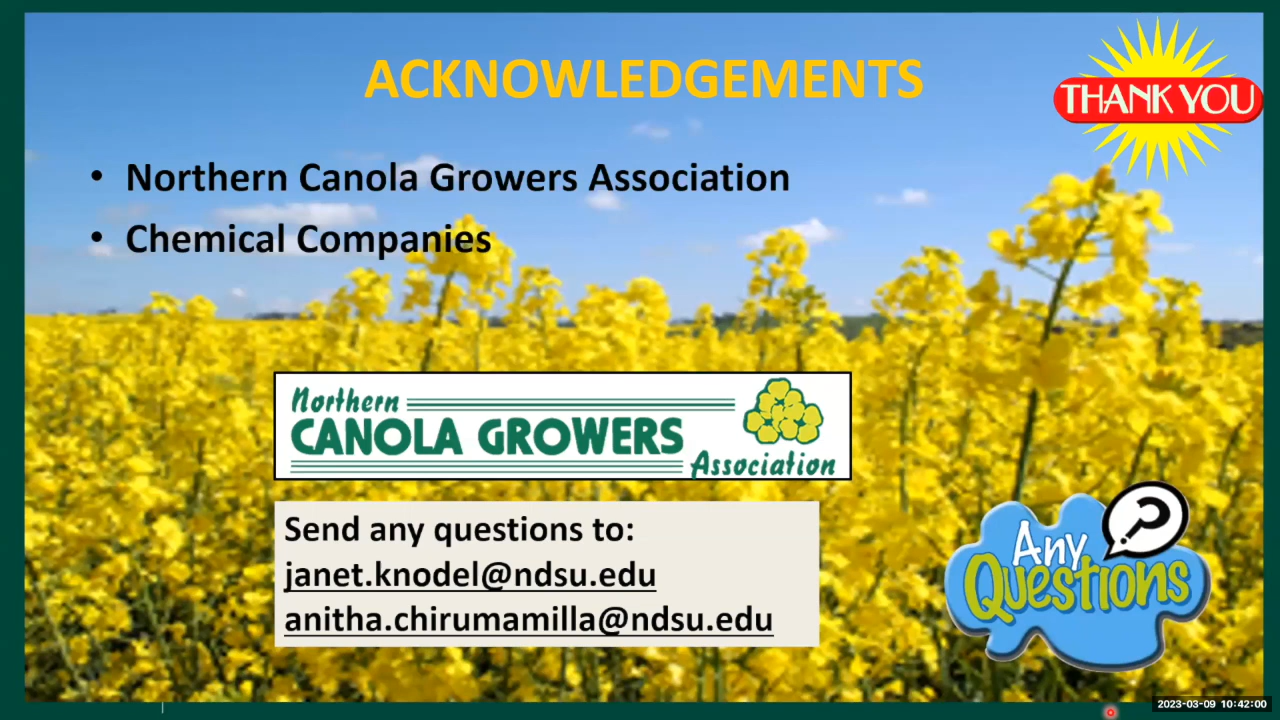 ACKNOWLEDGEMENTS
THANK YOU
• Northern Canola Growers Association
• Chemical Companies
Northern
CANOLA GROWERS
Association
Send any questions to:
janet.knodel@ndsu.edu
anitha.chirumamilla@ndsu.edu
?
Any
Questions
2023-03-09 10:42:00